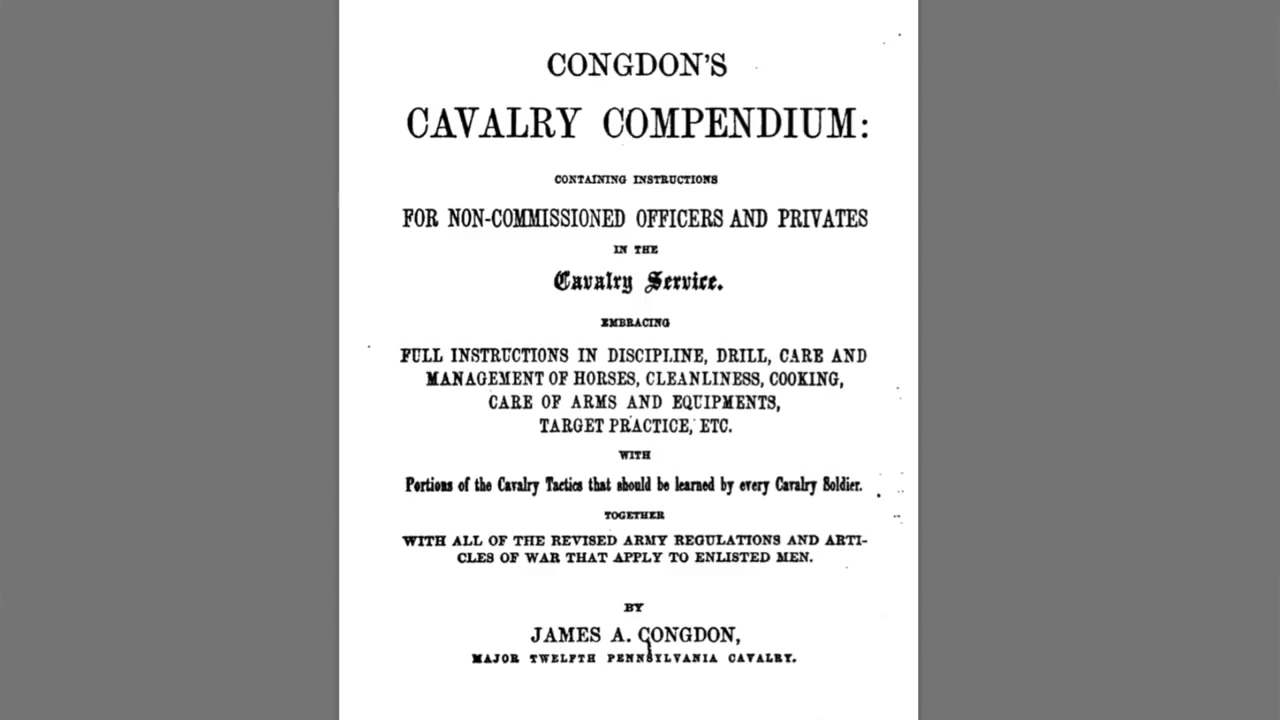 CONGDON'S
CAVALRY COMPENDIUM:
CONTAINING INSTRUCTIONS
FOR NON-COMMISSIONED OFFICERS AND PRIVATES
IN THE
Cavalry Service.
EMBRACING
FULL INSTRUCTIONS IN DISCIPLINE, DRILL, CARE AND
MANAGEMENT OF HORSES, CLEANLINESS, COOKING,
CARE OF ARMS AND EQUIPMENTS,
TARGET PRACTICE, ETC.
WITH
Portions of the Cavalry Tactics that should be learned by every Cavalry Soldier.
TOGETHER
WITH ALL OF THE REVISED ARMY REGULATIONS AND ARTI-
CLES OF WAR THAT APPLY TO ENLISTED MEN.
BY
JAMES A. CONGDON,
MAJOR TWELFTH PENNSYLVANIA CAVALRY.